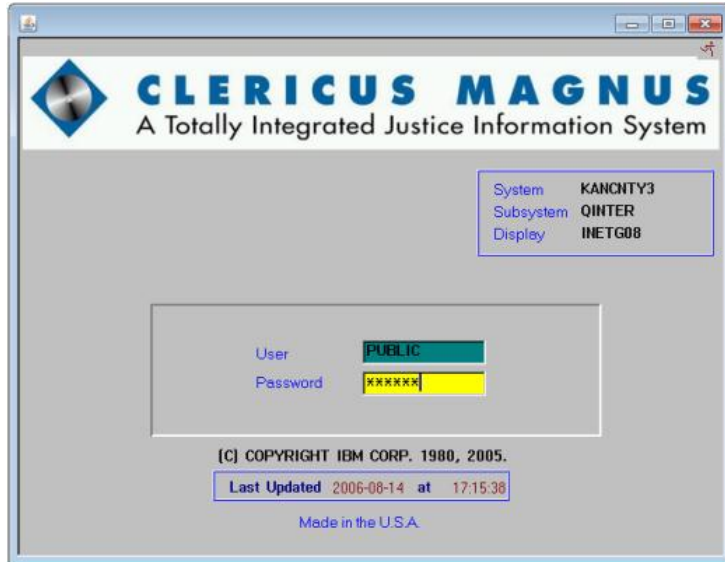 CLERICUS MAGNUS
A Totally Integrated Justice Information System
System KANCNTY3
Subsystem QINTER
Display INETG08
User PUBLIC
Password ******
(C) COPYRIGHT IBM CORP. 1980, 2005.
Last Updated 2006-08-14 at 17:15:38
Made in the U.S.A.